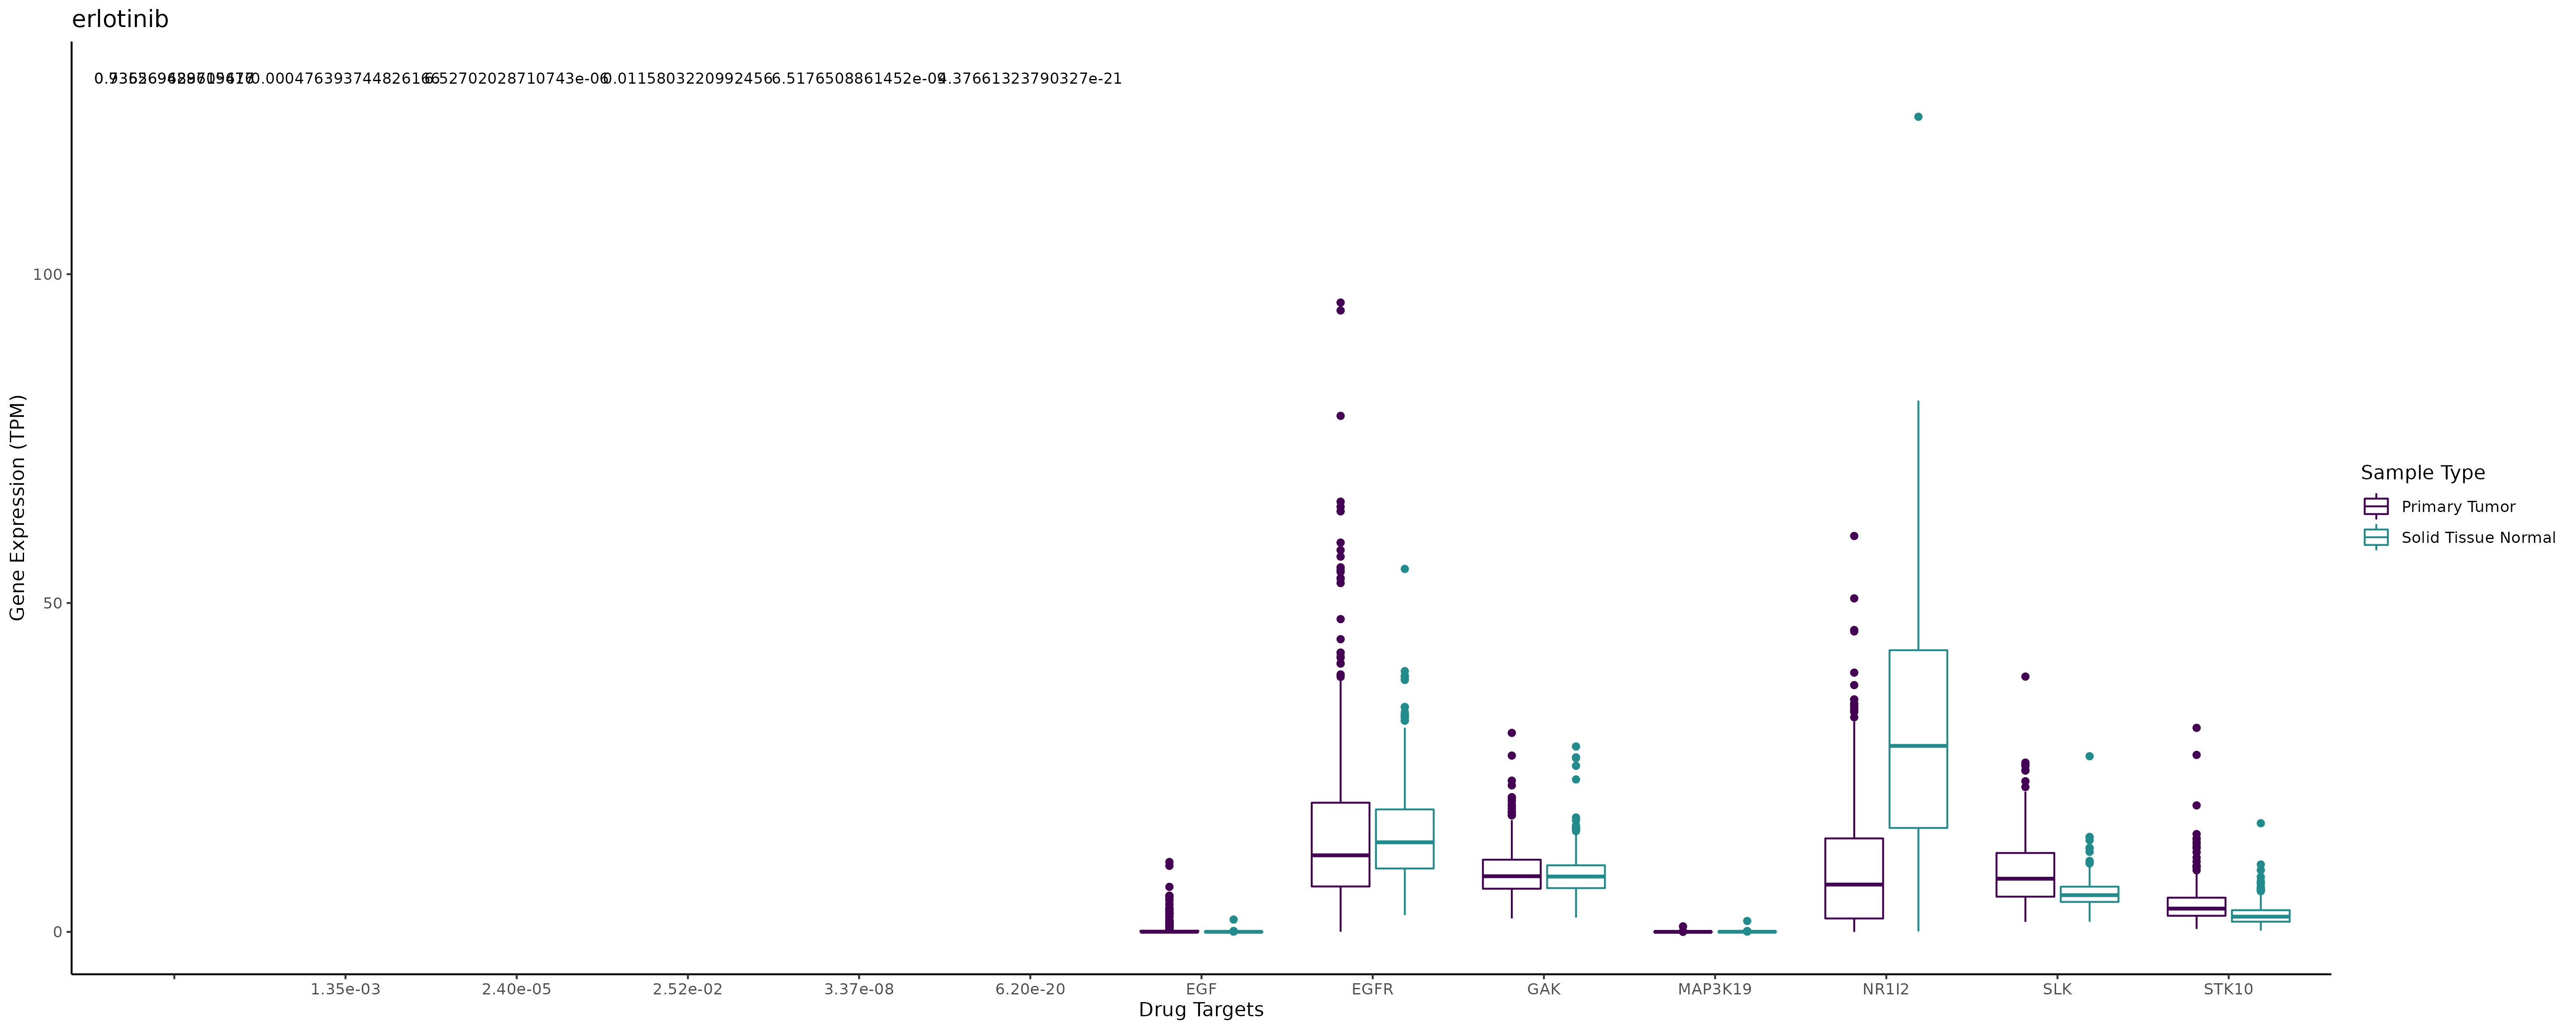 erlotinib
0.000476393744826166
6.52702028710743e-06
0.0115803220992456
6.5176508861452e-09
4.37661323790327e-21
100
50
0
Gene Expression (TPM)
1.35e-03 2.40e-05 2.52e-02 3.37e-08 6.20e-20 EGF EGFR GAK MAP3K19 NR1I2 SLK STK10
Drug Targets
Sample Type
Primary Tumor
Solid Tissue Normal